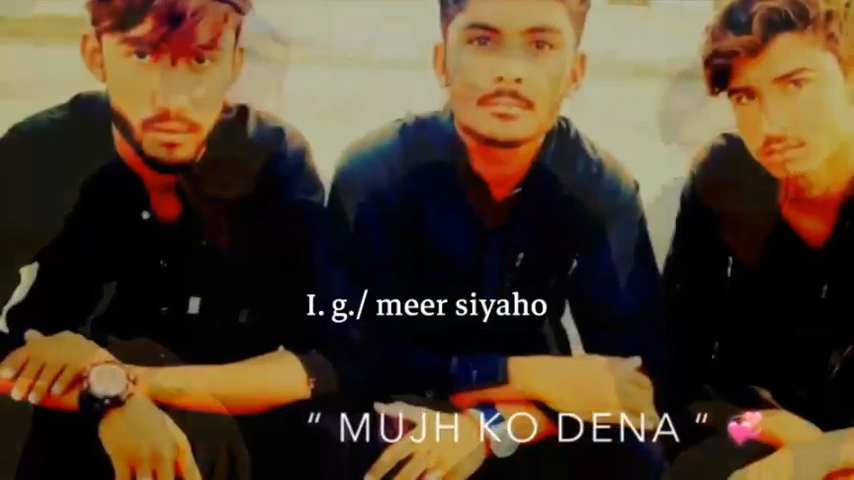 I. g./ meer siyaho
“ MUJH KO DENA “ 💞